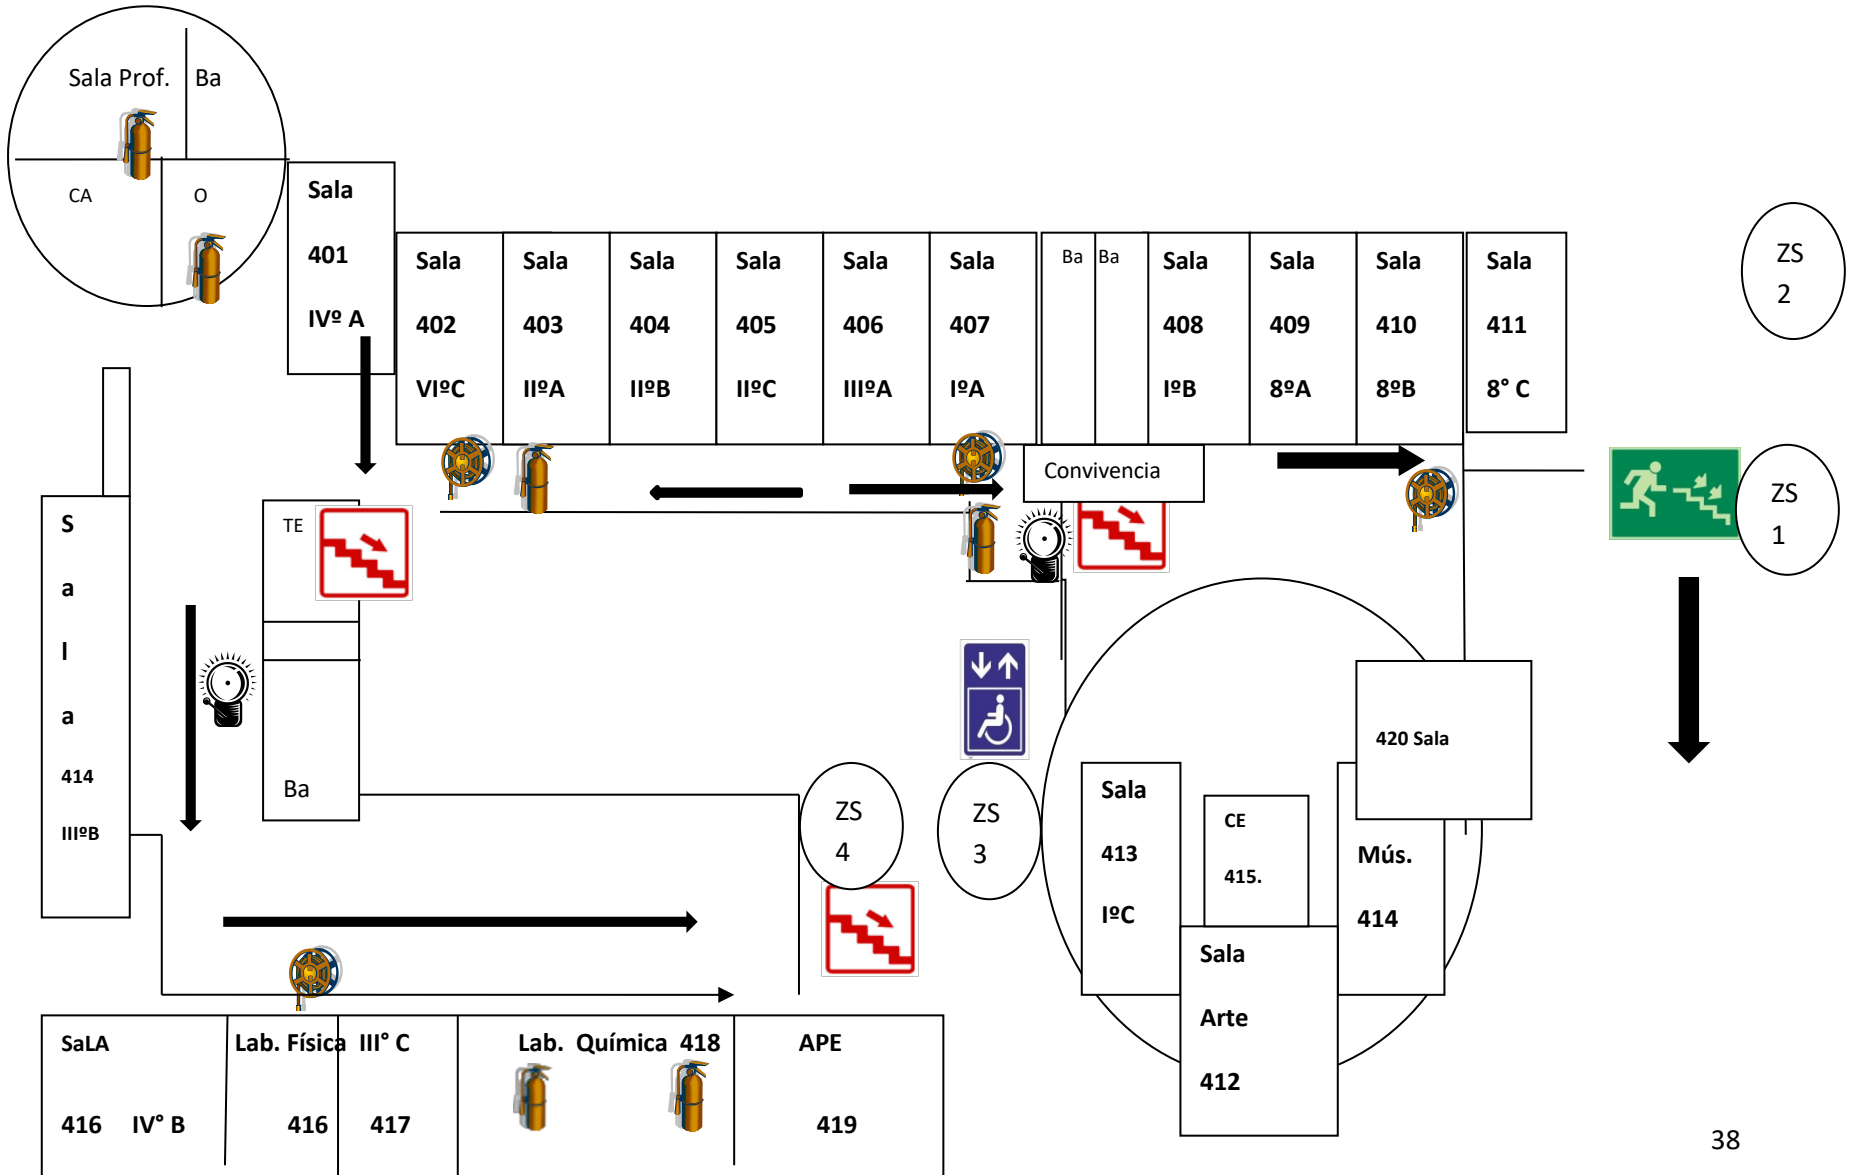 Sala Prof.
Ba
CA
O
Sala
401
IVº A
Sala
402
VIºC
Sala
403
IIºA
Sala
404
IIºB
Sala
405
IIºC
Sala
406
IIIºA
Sala
407
IºA
Ba
Ba
Sala
408
IºB
Sala
409
8ºA
Sala
410
8ºB
Sala
411
8° C
ZS
2
Convivencia
ZS
1
S
a
l
a
414
IIIºB
TE
Ba
ZS
4
ZS
3
420 Sala
Sala
413
IºC
CE
415.
Mús.
414
Sala
Arte
412
SaLA
416 IV° B
Lab. Física
416
III° C
417
Lab. Química 418
APE
419
38